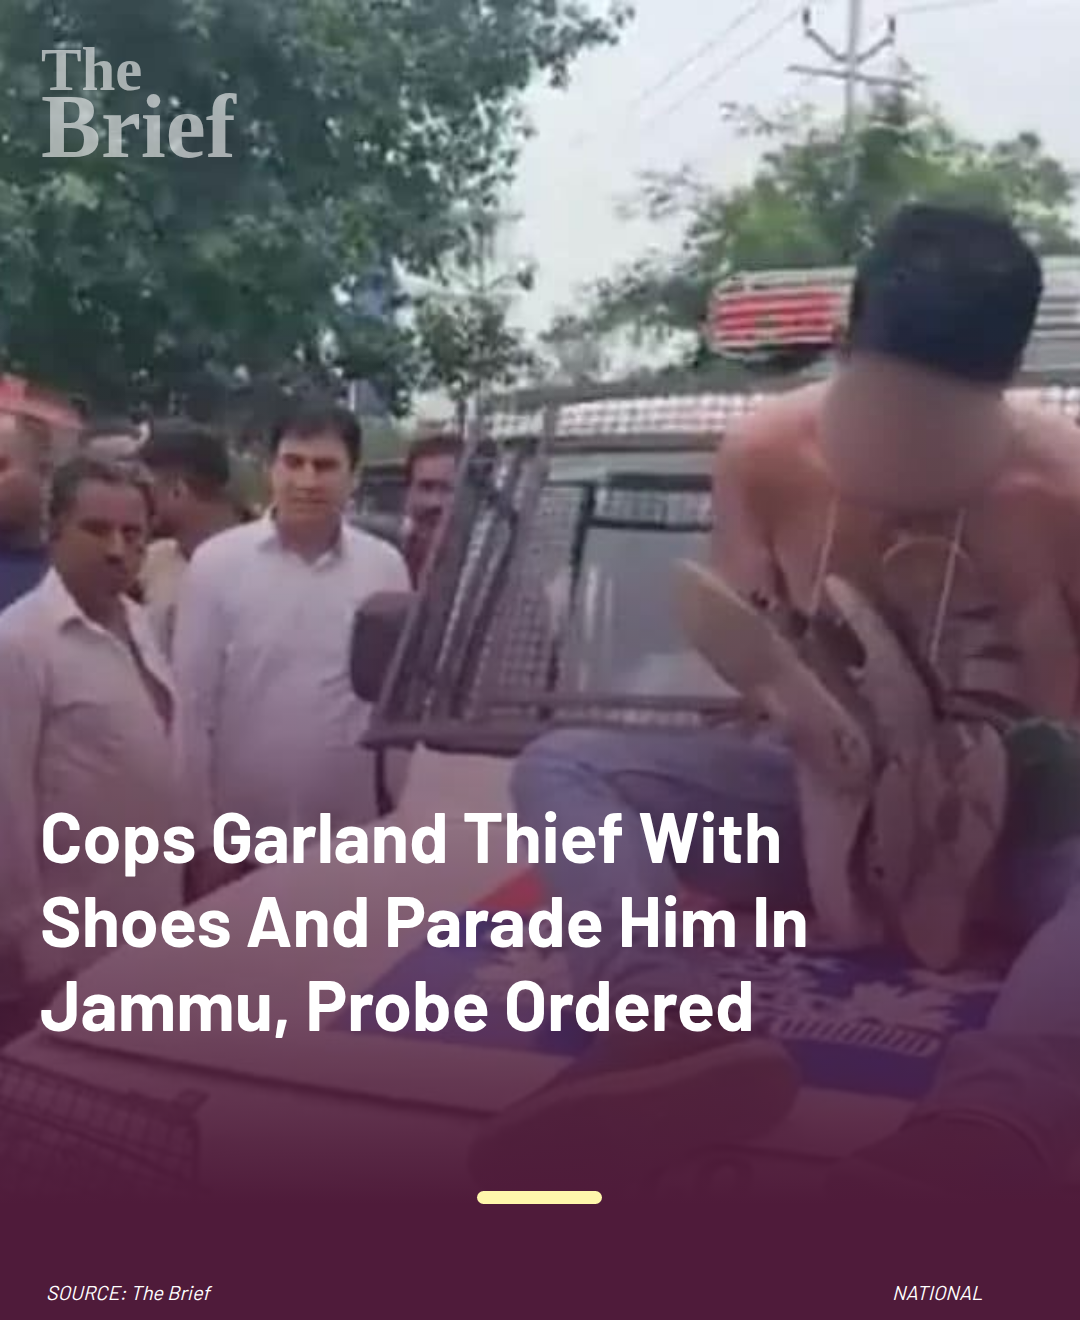 The
Brief
Cops Garland Thief With
Shoes And Parade Him In
Jammu, Probe Ordered
SOURCE: The Brief
NATIONAL